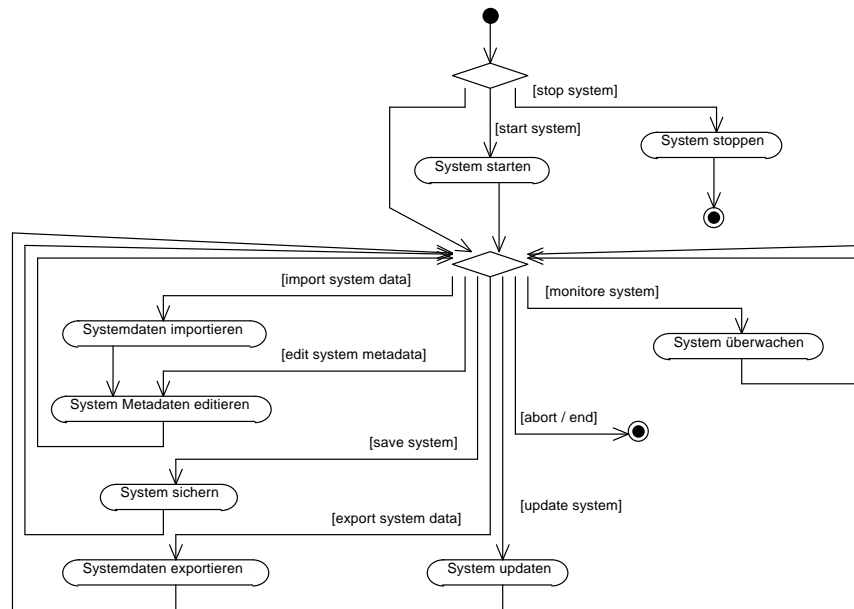 [stop system]
[start system]
System stoppen
System starten
[import system data]
[monitore system]
Systemdaten importieren
System überwachen
[edit system metadata]
System Metadaten editieren
[abort / end]
[save system]
System sichern
[update system]
[export system data]
Systemdaten exportieren
System updaten